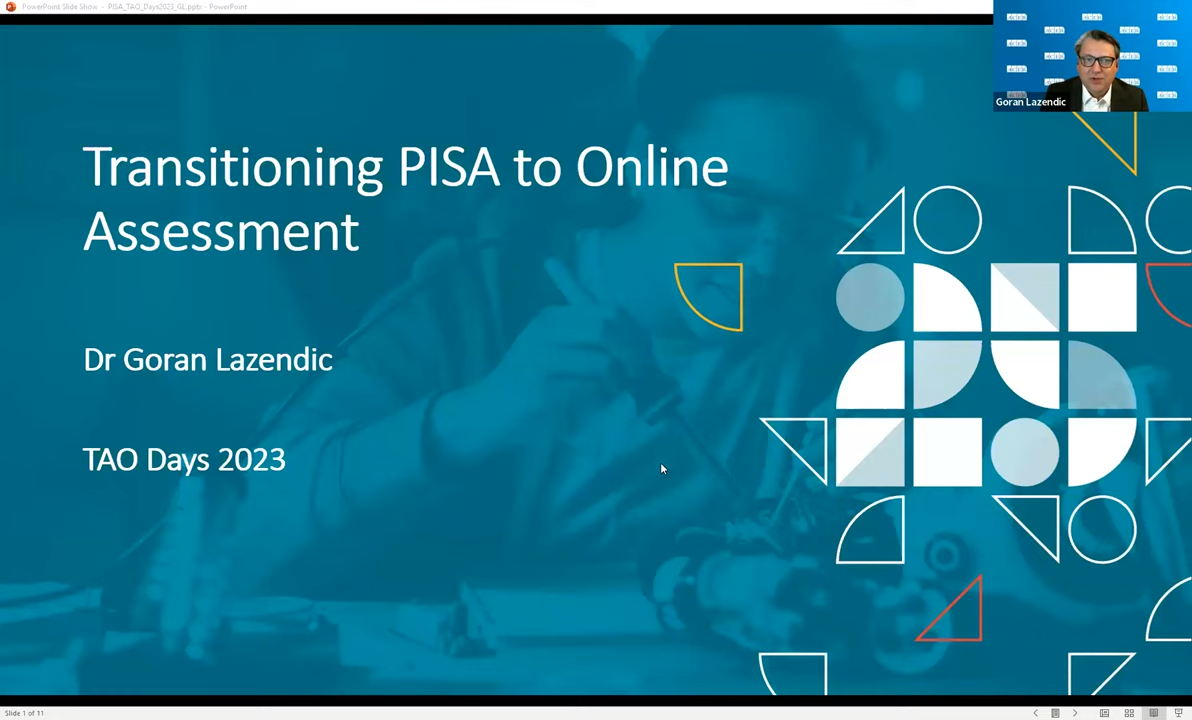 PowerPoint Slide Show - PISA_TAO_Days2023_GL.pptx - PowerPoint
Goran Lazendic
Transitioning PISA to Online
Assessment
Dr Goran Lazendic
TAO Days 2023
Slide 1 of 11